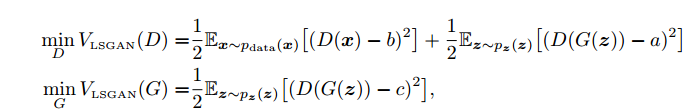 min_D V_LSGAN(D) = 1/2 𝔼_{𝒙∼p_data(𝒙)}[(D(𝒙) − b)²] + 1/2 𝔼_{𝒛∼p_𝒛(𝒛)}[(D(G(𝒛)) − a)²]
min_G V_LSGAN(G) = 1/2 𝔼_{𝒛∼p_𝒛(𝒛)}[(D(G(𝒛)) − c)²],